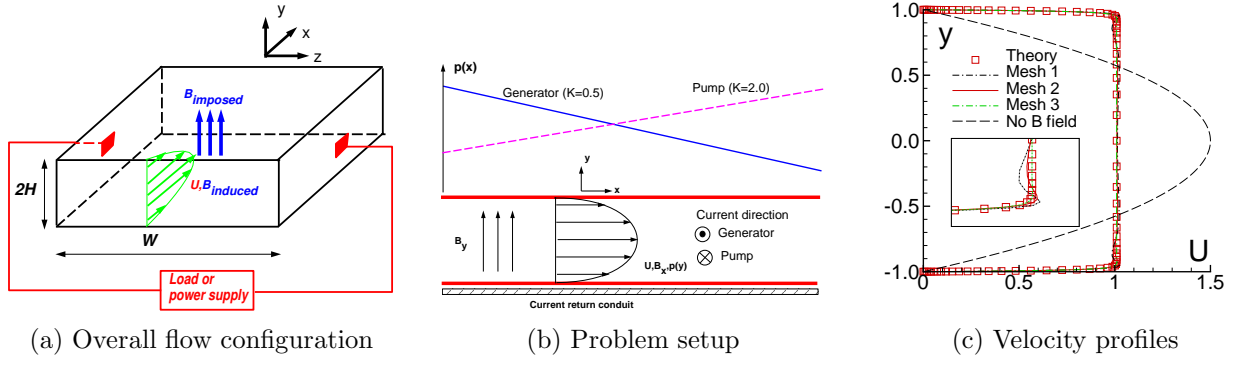 y
x
z
B imposed
2H
U,B induced
W
Load or
power supply
(a) Overall flow configuration
p(x)
Generator (K=0.5)
Pump (K=2.0)
y
x
B y
Current direction
Generator
Pump
U,B x ,p(y)
Current return conduit
(b) Problem setup
1.0
0.5
0.0
-0.5
-1.0
y
Theory
Mesh 1
Mesh 2
Mesh 3
No B field
U
0
0.5
1
1.5
(c) Velocity profiles